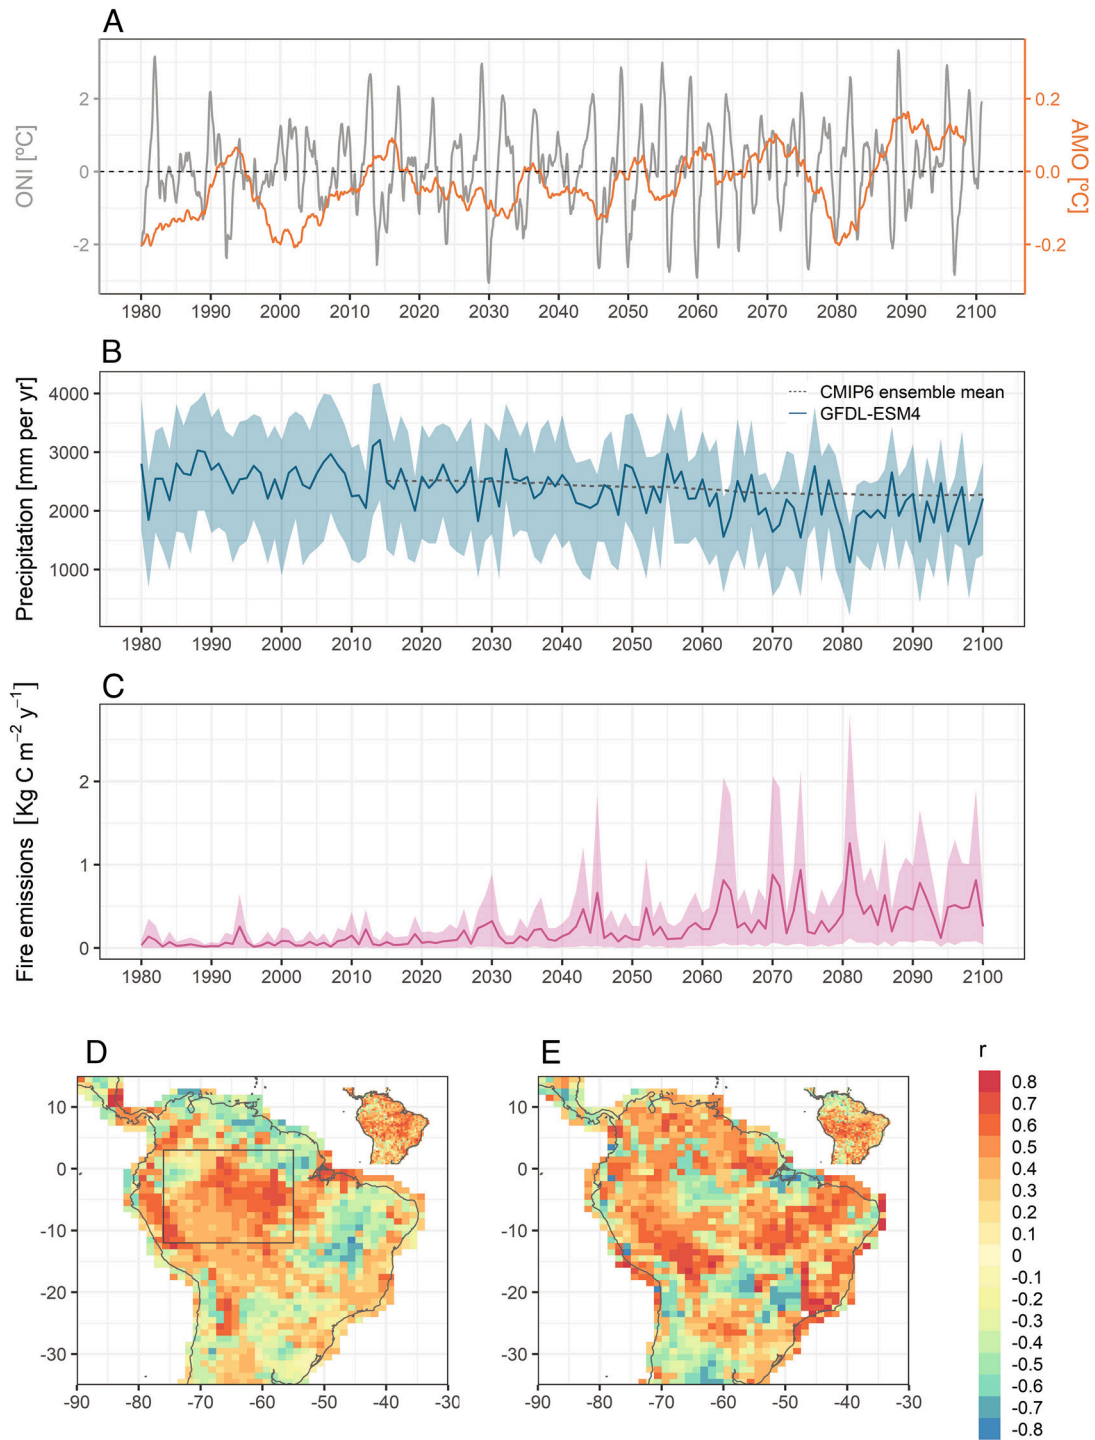 A
ONI [ºC]
2
0
-2
0.2
0.0
-0.2
AMO [ºC]
1980 1990 2000 2010 2020 2030 2040 2050 2060 2070 2080 2090 2100
B
Precipitation [mm per yr]
4000
3000
2000
1000
CMIP6 ensemble mean
GFDL-ESM4
1980 1990 2000 2010 2020 2030 2040 2050 2060 2070 2080 2090 2100
C
Fire emissions [Kg C m⁻² y⁻¹]
2
1
0
1980 1990 2000 2010 2020 2030 2040 2050 2060 2070 2080 2090 2100
D
10
0
-10
-20
-30
-90 -80 -70 -60 -50 -40 -30
E
10
0
-10
-20
-30
-90 -80 -70 -60 -50 -40 -30
r
0.8
0.7
0.6
0.5
0.4
0.3
0.2
0.1
0
-0.1
-0.2
-0.3
-0.4
-0.5
-0.6
-0.7
-0.8